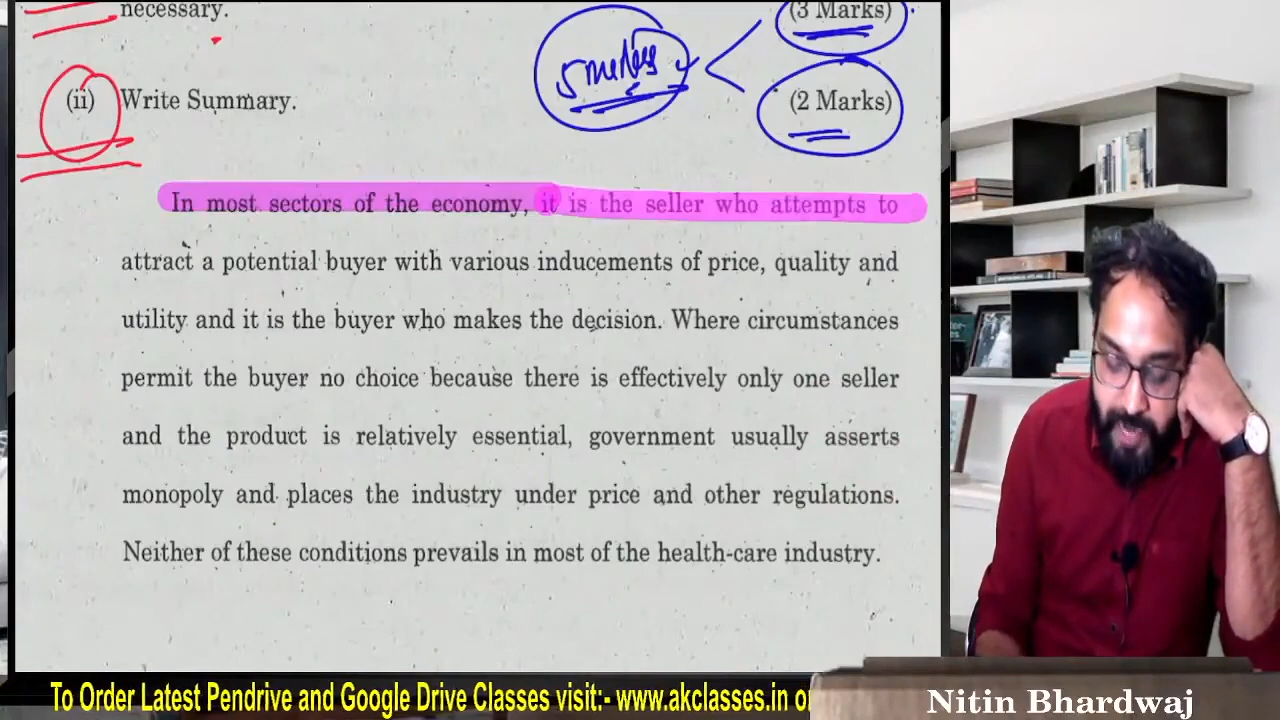 necessary.
(3 Marks)
5 marks
(ii) Write Summary.
(2 Marks)
In most sectors of the economy, it is the seller who attempts to
attract a potential buyer with various inducements of price, quality and
utility and it is the buyer who makes the decision. Where circumstances
permit the buyer no choice because there is effectively only one seller
and the product is relatively essential, government usually asserts
monopoly and places the industry under price and other regulations.
Neither of these conditions prevails in most of the health-care industry.
To Order Latest Pendrive and Google Drive Classes visit:- www.akclasses.in
Nitin Bhardwaj